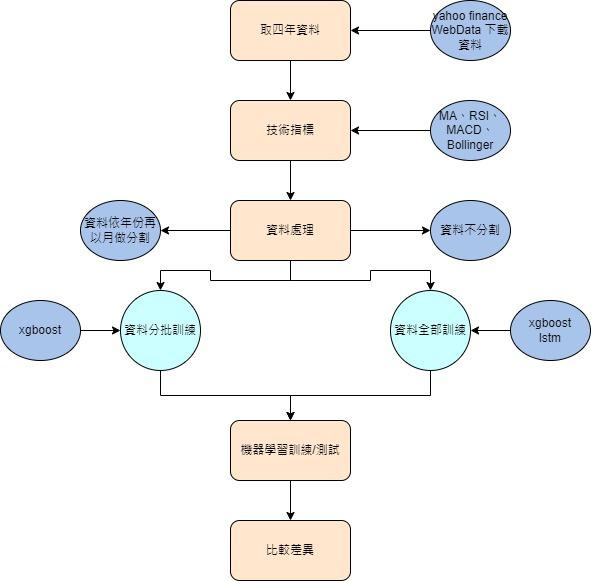 取四年資料
yahoo finance
WebData 下載
資料
技術指標
MA、RSI、
MACD、
Bollinger
資料依年份再
以月做分割
資料處理
資料不分割
xgboost
資料分批訓練
資料全部訓練
xgboost
lstm
機器學習訓練/測試
比較差異